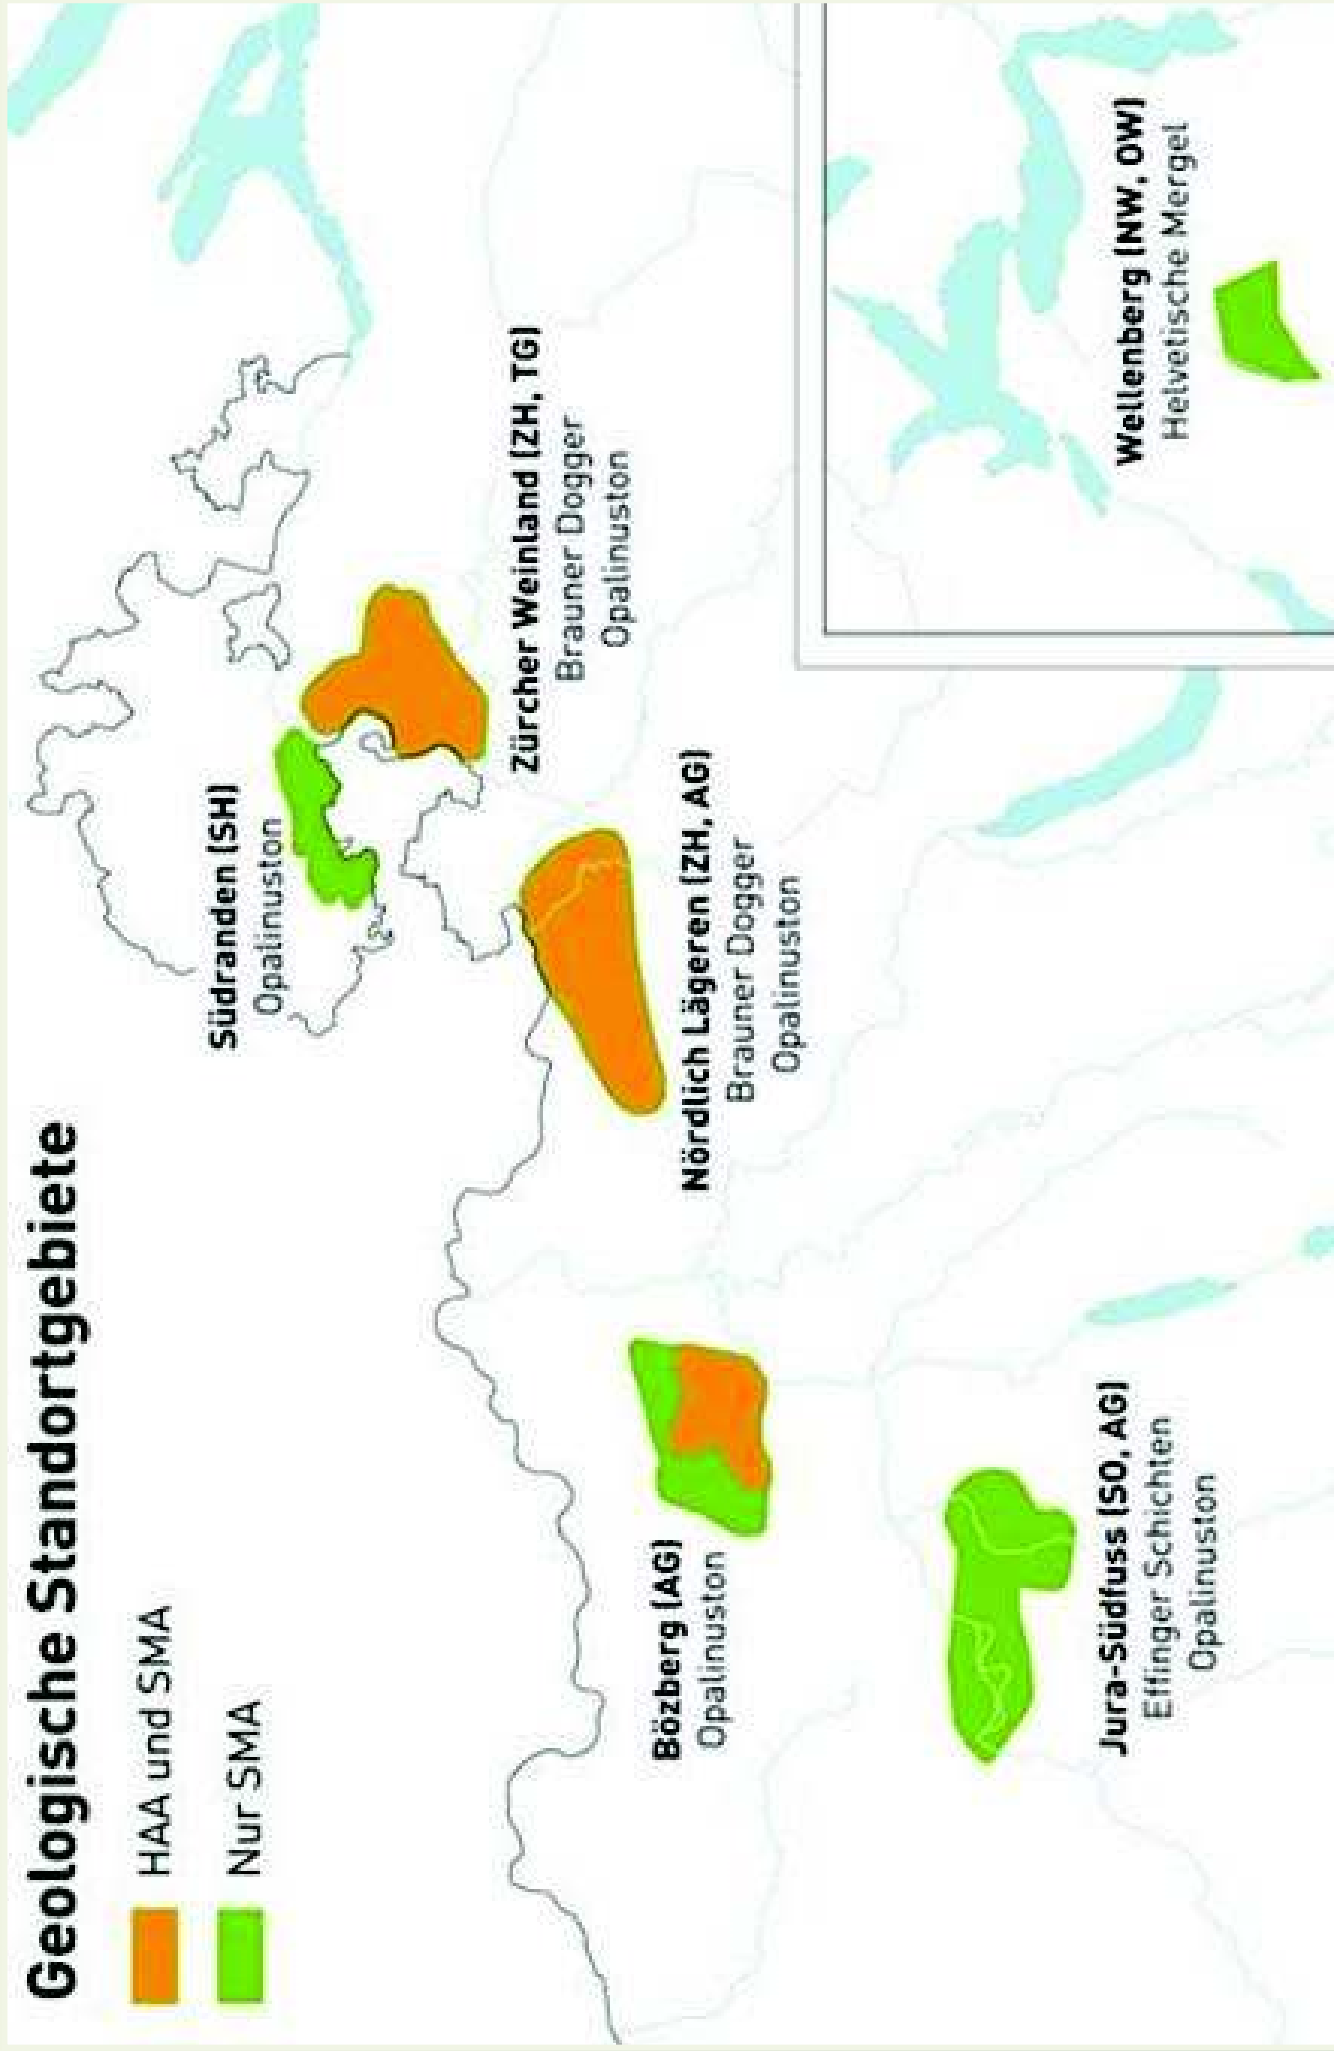 Geologische Standortgebiete
HAA und SMA
Nur SMA
Südranden (SH)
Opalinuston
Zürcher Weinland (ZH, TG)
Brauner Dogger
Opalinuston
Nördlich Lägeren (ZH, AG)
Brauner Dogger
Opalinuston
Bözberg (AG)
Opalinuston
Jura-Südfuss (SO, AG)
Effinger Schichten
Opalinuston
Wellenberg (NW, OW)
Helvetische Mergel